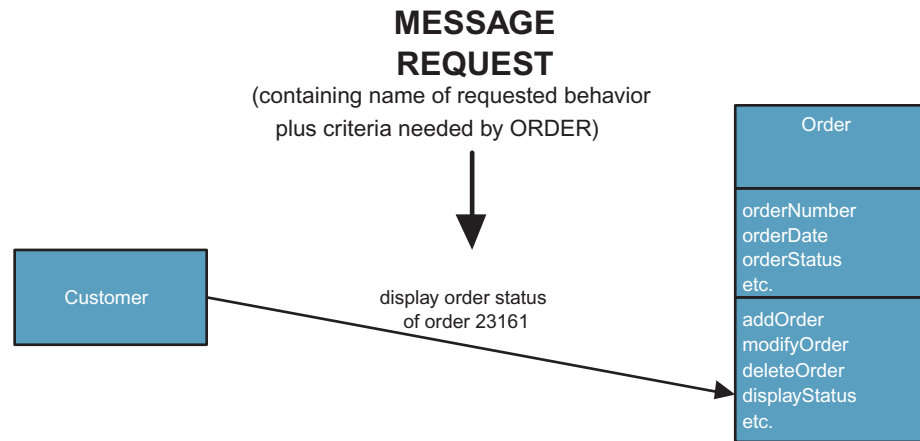 MESSAGE
REQUEST
(containing name of requested behavior
plus criteria needed by ORDER)
Customer
display order status
of order 23161
Order
orderNumber
orderDate
orderStatus
etc.
addOrder
modifyOrder
deleteOrder
displayStatus
etc.